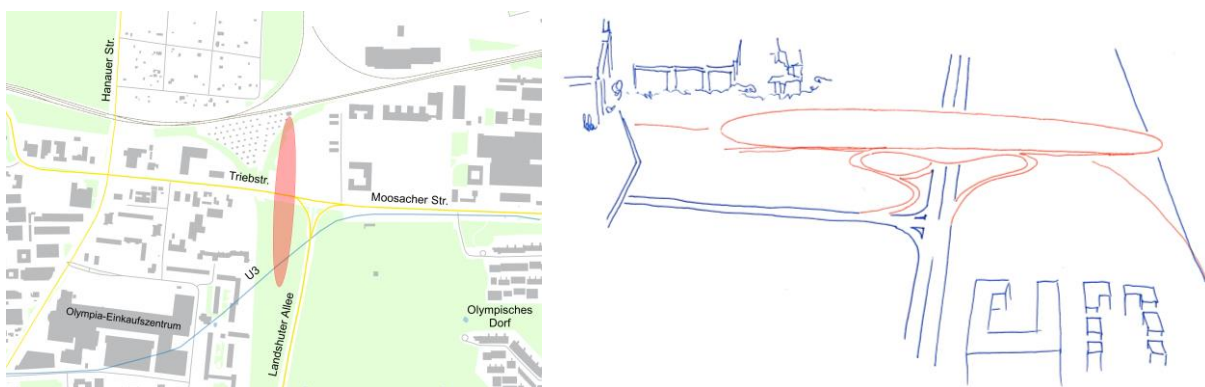 Hanauer Str.
Triebstr.
Moosacher Str.
U3
Olympia-Einkaufszentrum
Landshuter Allee
Olympisches
Dorf